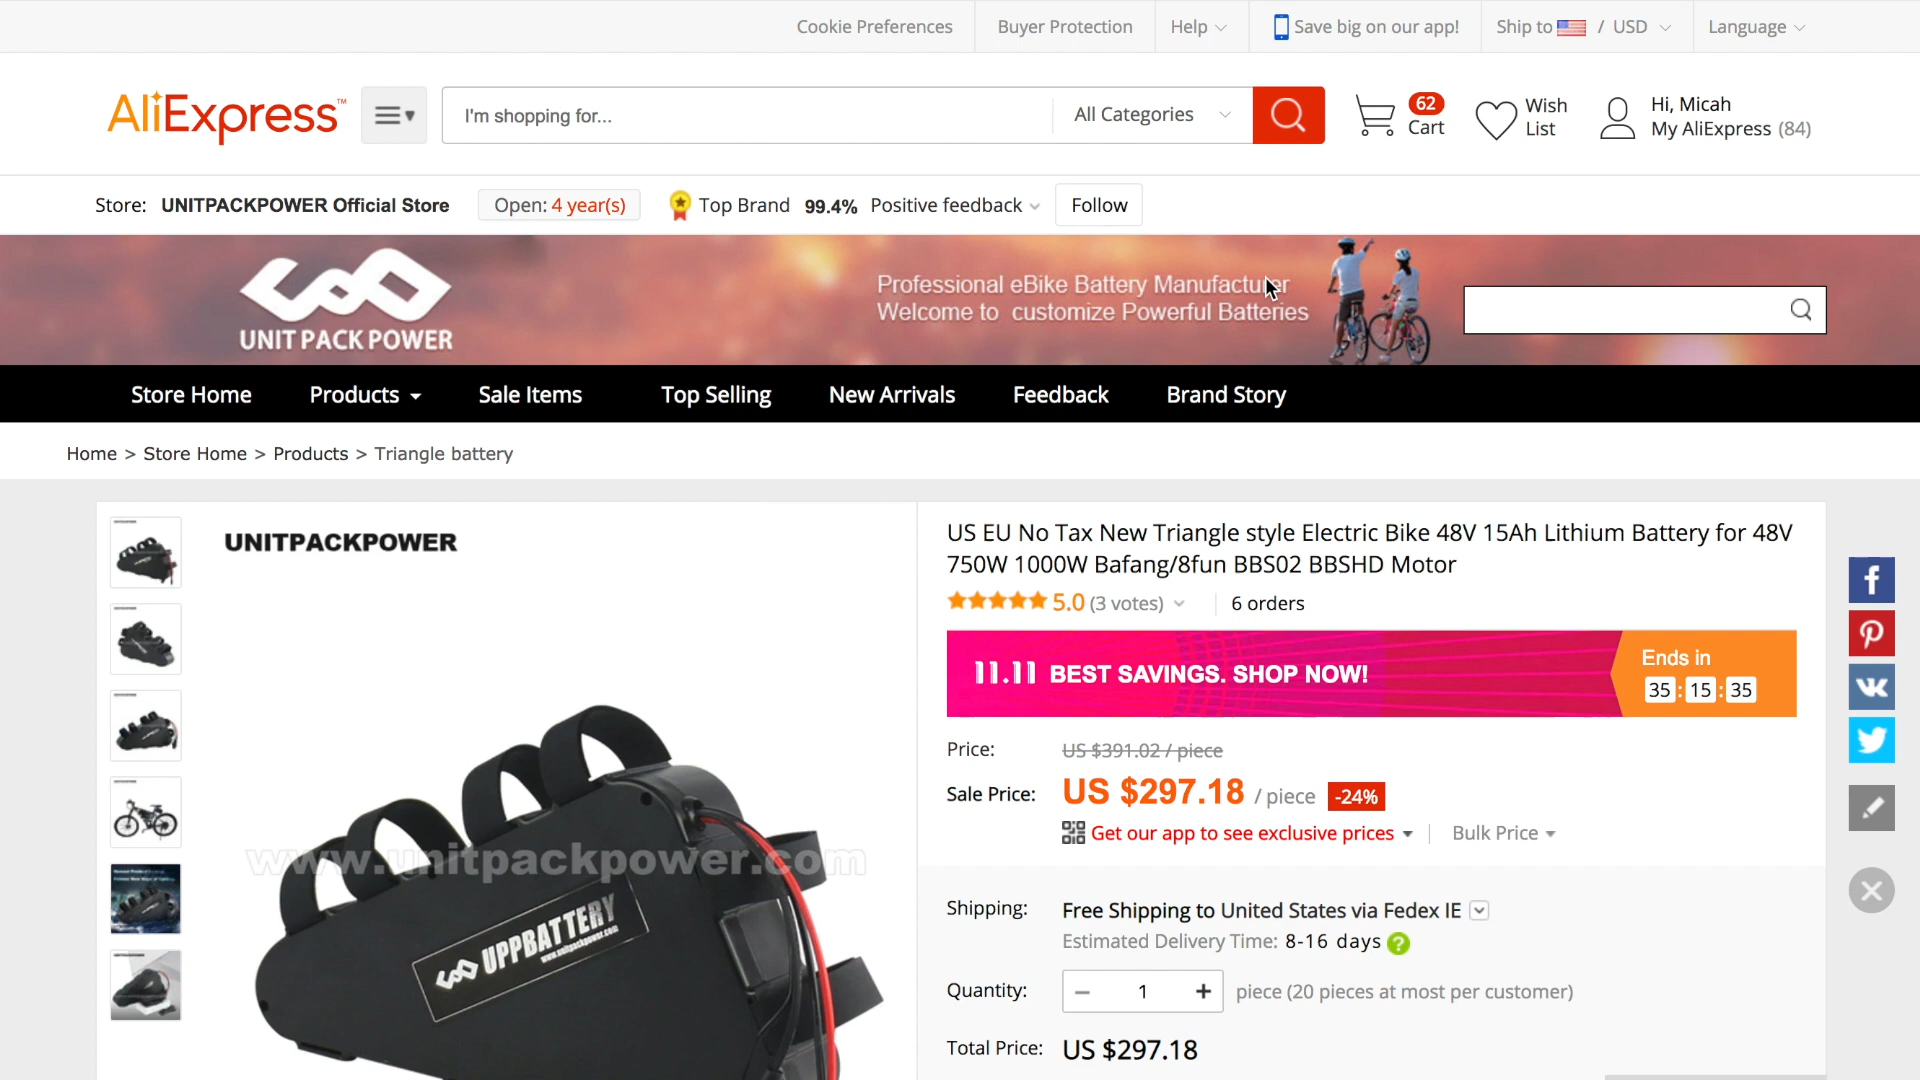 Cookie Preferences
Buyer Protection
Help
Save big on our app!
Ship to / USD
Language
AliExpress™
I'm shopping for...
All Categories
62
Cart
Wish
List
Hi, Micah
My AliExpress (84)
Store: UNITPACKPOWER Official Store
Open: 4 year(s)
Top Brand 99.4% Positive feedback
Follow
UNIT PACK POWER
Professional eBike Battery Manufacturer
Welcome to customize Powerful Batteries
Store Home
Products
Sale Items
Top Selling
New Arrivals
Feedback
Brand Story
Home > Store Home > Products > Triangle battery
UNITPACKPOWER
www.unitpackpower.com
UPPBATTERY
www.unitpackpower.com
US EU No Tax New Triangle style Electric Bike 48V 15Ah Lithium Battery for 48V
750W 1000W Bafang/8fun BBS02 BBSHD Motor
5.0 (3 votes)
6 orders
11.11 BEST SAVINGS. SHOP NOW!
Ends in
35 : 15 : 35
Price: US $391.02 / piece
Sale Price: US $297.18 / piece -24%
Get our app to see exclusive prices
Bulk Price
Shipping: Free Shipping to United States via Fedex IE
Estimated Delivery Time: 8-16 days ?
Quantity: − 1 + piece (20 pieces at most per customer)
Total Price: US $297.18